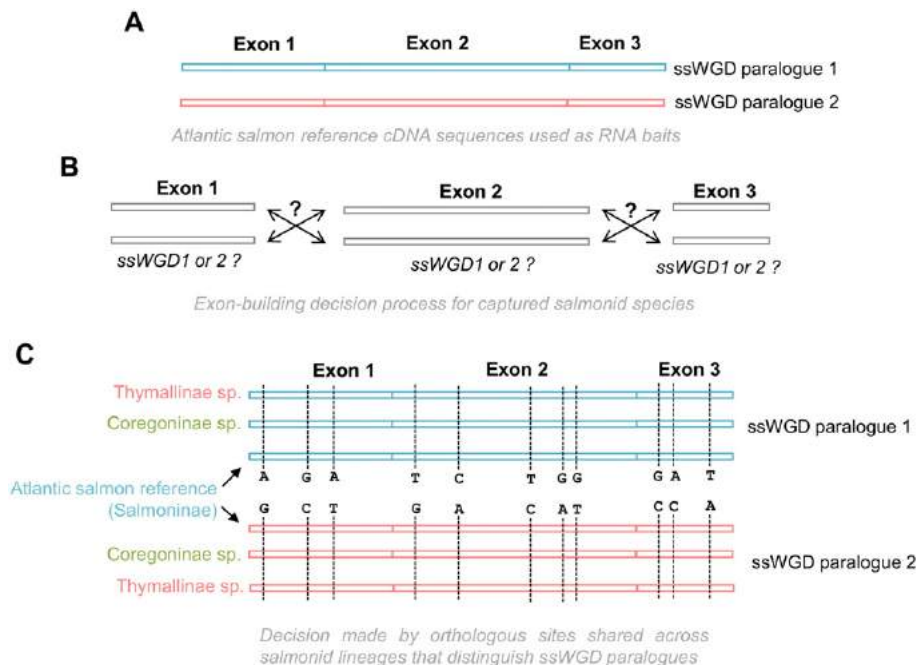 A
Exon 1 Exon 2 Exon 3
ssWGD paralogue 1
ssWGD paralogue 2
Atlantic salmon reference cDNA sequences used as RNA baits
B
Exon 1 Exon 2 Exon 3
? ?
ssWGD1 or 2 ? ssWGD1 or 2 ? ssWGD1 or 2 ?
Exon-building decision process for captured salmonid species
C
Exon 1 Exon 2 Exon 3
Thymallinae sp.
Coregoninae sp. ssWGD paralogue 1
A G A T C T G G G A T
Atlantic salmon reference
(Salmoninae) G C T G A C A T C C A
Coregoninae sp. ssWGD paralogue 2
Thymallinae sp.
Decision made by orthologous sites shared across
salmonid lineages that distinguish ssWGD paralogues